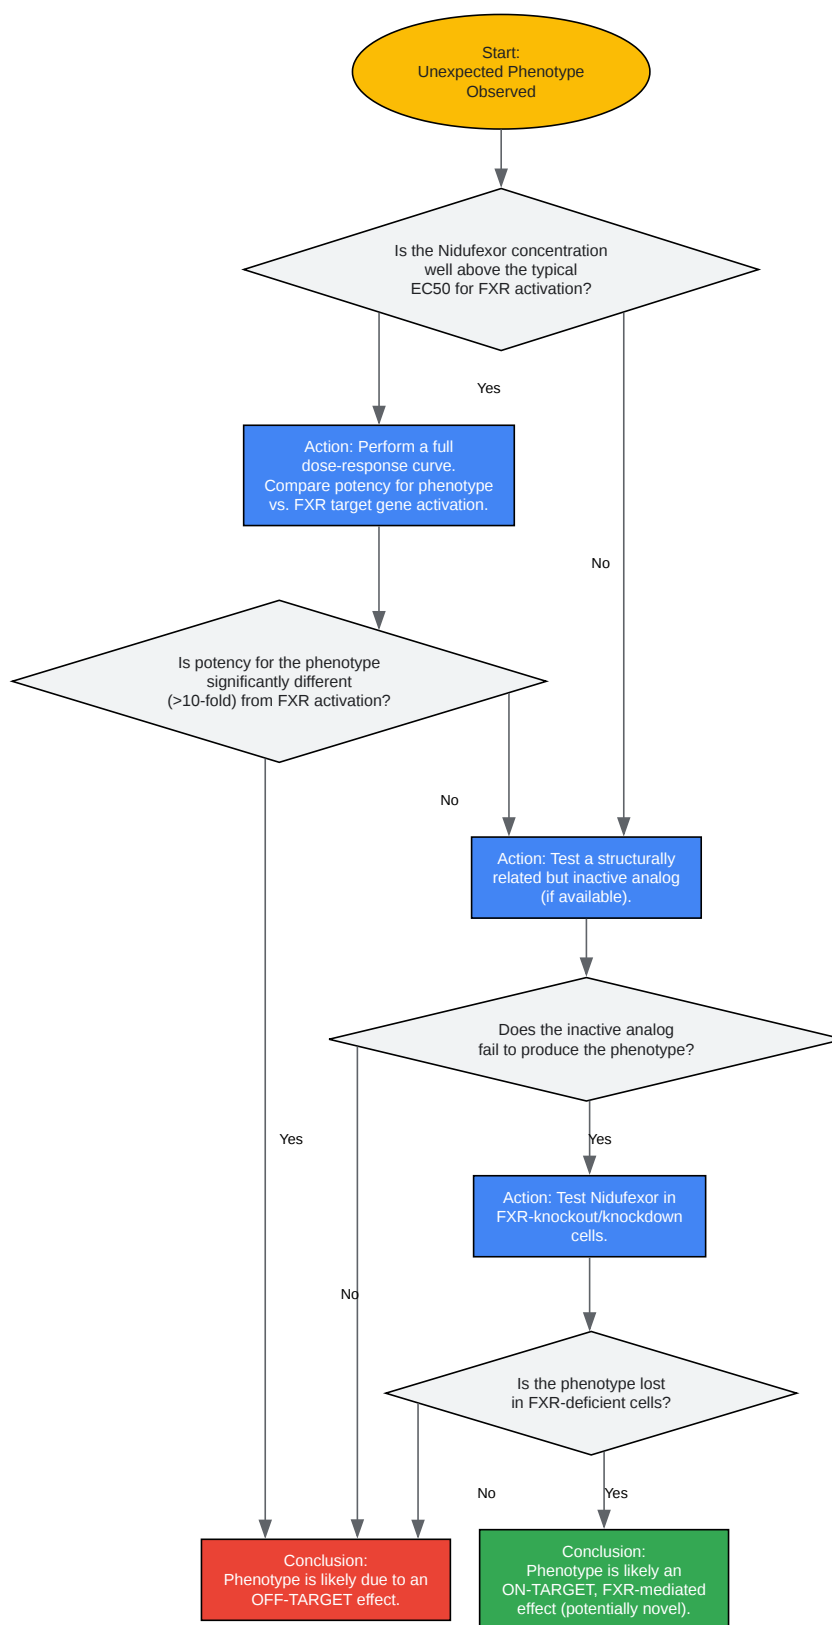 Start:
Unexpected Phenotype
Observed
Is the Nidufexor concentration
well above the typical
EC50 for FXR activation?
Yes
Action: Perform a full
dose-response curve.
Compare potency for phenotype
vs. FXR target gene activation.
No
Is potency for the phenotype
significantly different
(>10-fold) from FXR activation?
No
Action: Test a structurally
related but inactive analog
(if available).
Does the inactive analog
fail to produce the phenotype?
Yes
Yes
Action: Test Nidufexor in
FXR-knockout/knockdown
cells.
No
Is the phenotype lost
in FXR-deficient cells?
No
Yes
Conclusion:
Phenotype is likely due to an
OFF-TARGET effect.
Conclusion:
Phenotype is likely an
ON-TARGET, FXR-mediated
effect (potentially novel).